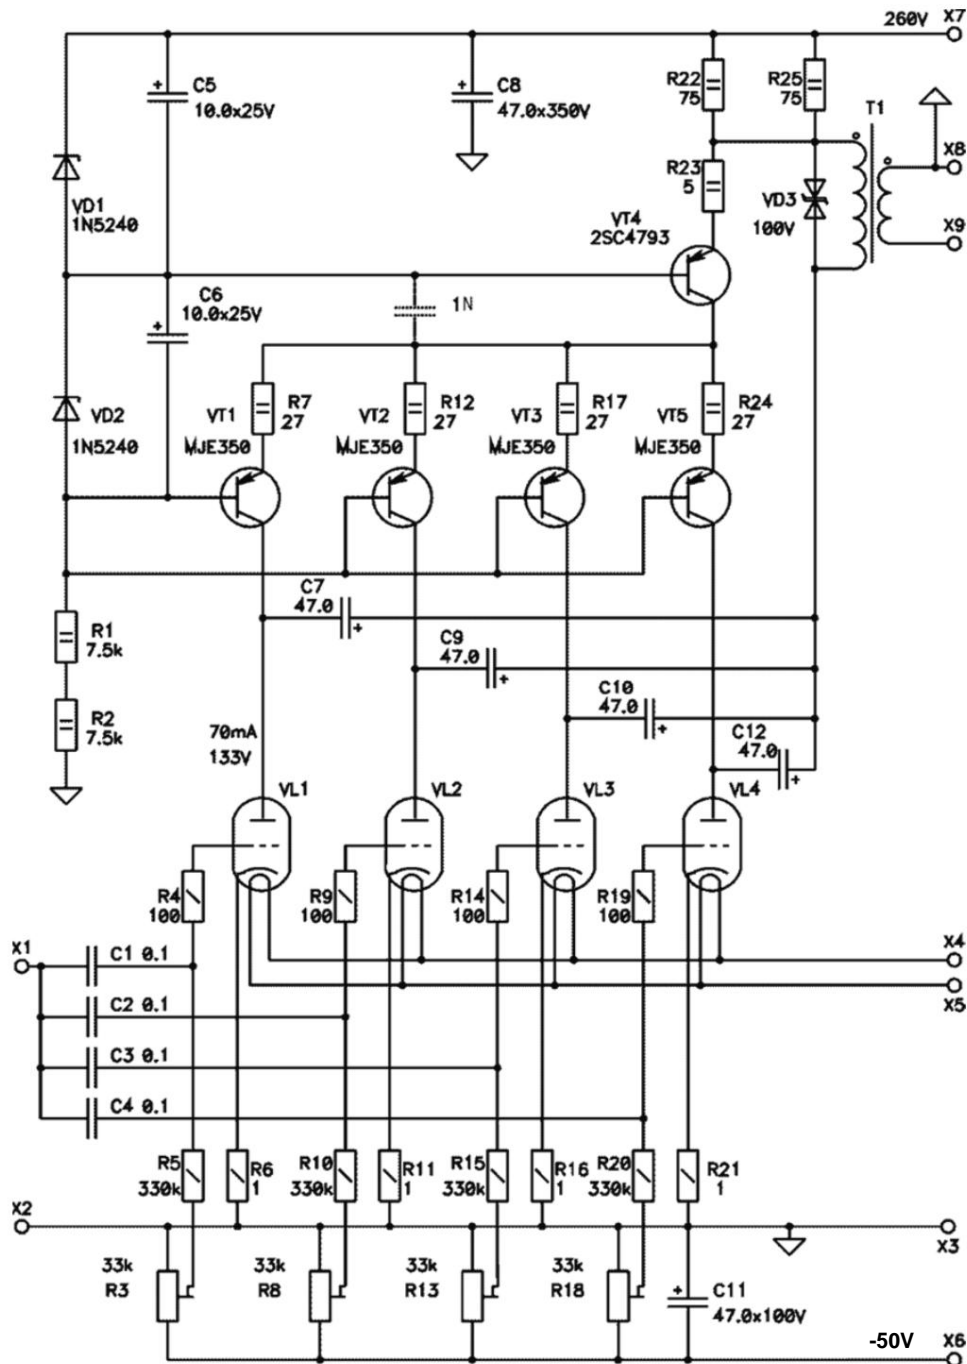 260V X7
C5
10.0x25V
C8
47.0x350V
R22
75
R25
75
T1
X8
R23
5
VD1
1N5240
VD3
100V
VT4
2SC4793
X9
C6
10.0x25V
1N
VD2
1N5240
VT1
MJE350
R7
27
VT2
MJE350
R12
27
VT3
MJE350
R17
27
VT5
MJE350
R24
27
C7
47.0
R1
7.5k
C9
47.0
C10
47.0
R2
7.5k
C12
47.0
70mA
133V
VL1
VL2
VL3
VL4
R4
100
R9
100
R14
100
R19
100
X1
C1 0.1
X4
C2 0.1
X5
C3 0.1
C4 0.1
R5
330k
R6
1
R10
330k
R11
1
R15
330k
R16
1
R20
330k
R21
1
X2
X3
33k
R3
33k
R8
33k
R13
33k
R18
C11
47.0x100V
-50V X6